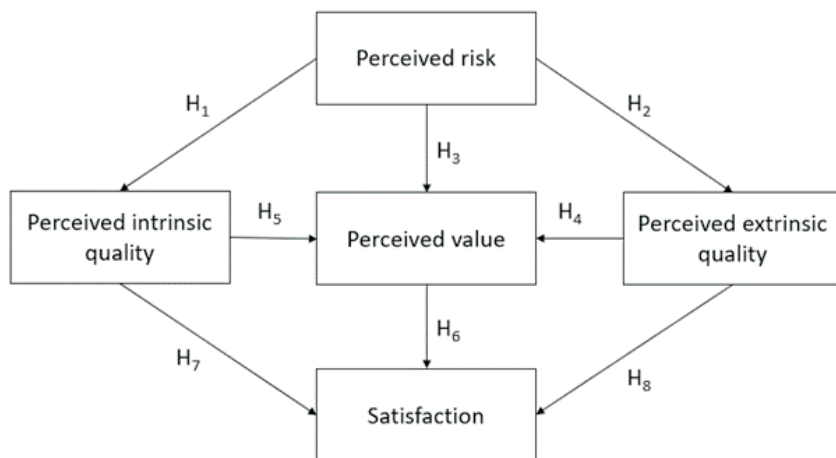 Perceived risk
H₁
H₂
H₃
Perceived intrinsic
quality
H₅
Perceived value
H₄
Perceived extrinsic
quality
H₆
H₇
H₈
Satisfaction